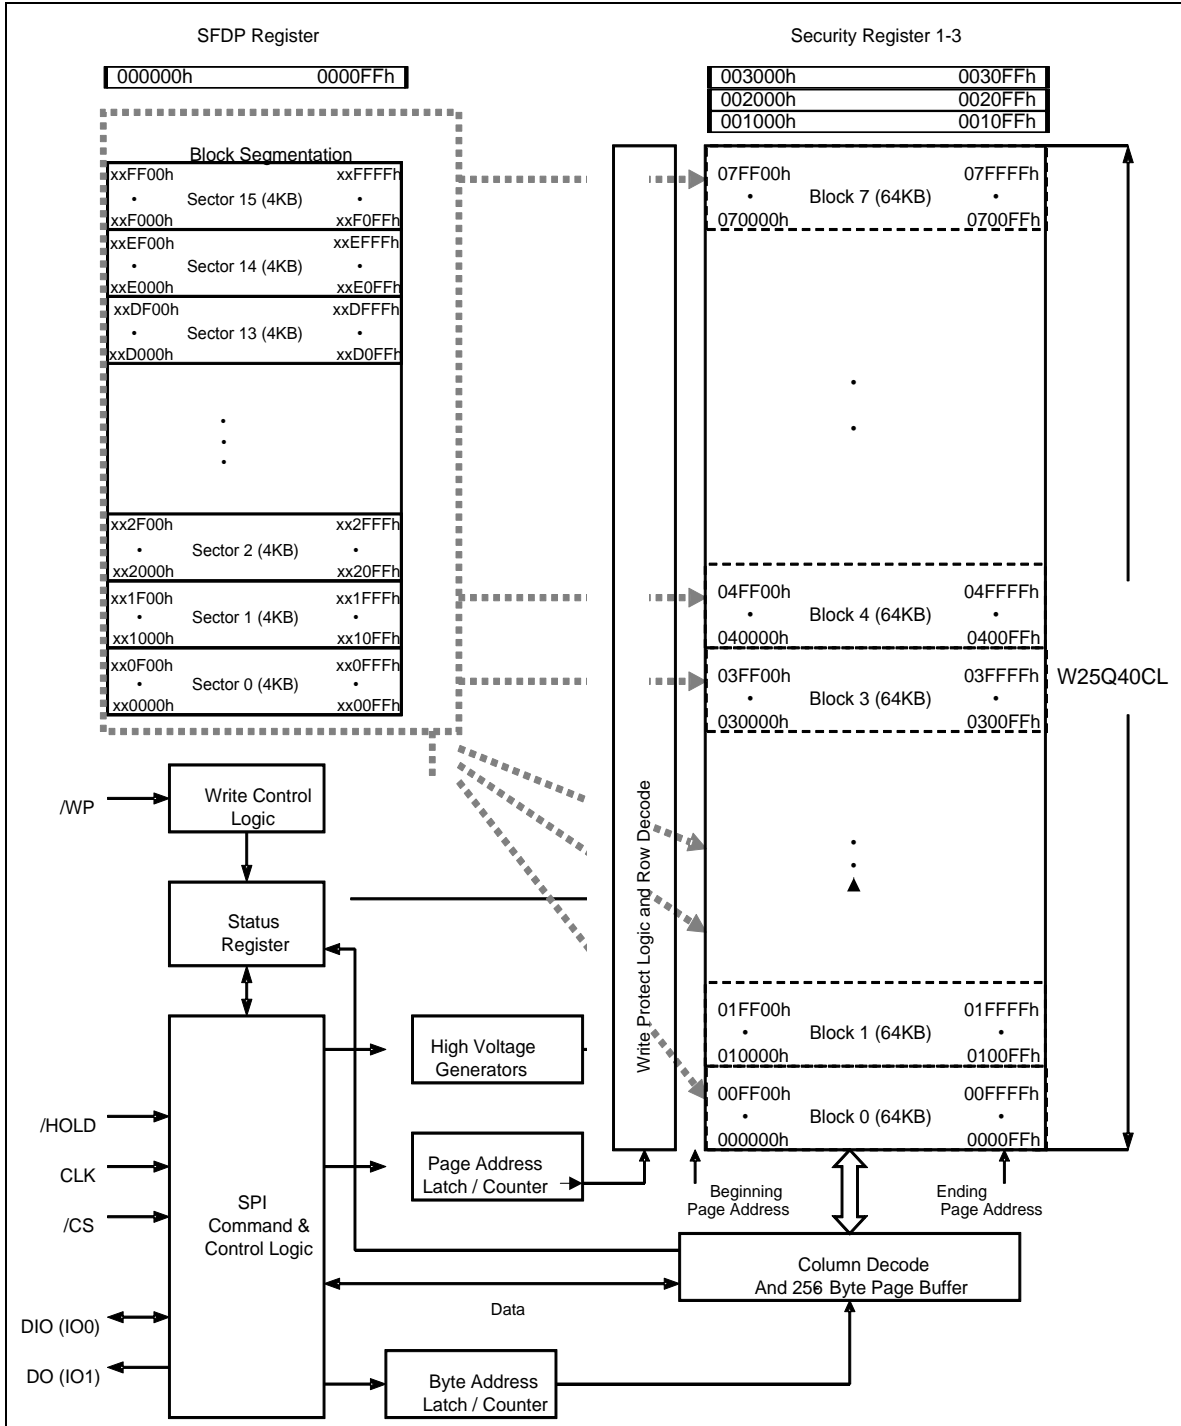 SFDP Register
000000h 0000FFh
Security Register 1-3
003000h 0030FFh
002000h 0020FFh
001000h 0010FFh
Block Segmentation
xxFF00h xxFFFFh
• Sector 15 (4KB) •
xxF000h xxF0FFh
xxEF00h xxEFFFh
• Sector 14 (4KB) •
xxE000h xxE0FFh
xxDF00h xxDFFFh
• Sector 13 (4KB) •
xxD000h xxD0FFh
xx2F00h xx2FFFh
• Sector 2 (4KB) •
xx2000h xx20FFh
xx1F00h xx1FFFh
• Sector 1 (4KB) •
xx1000h xx10FFh
xx0F00h xx0FFFh
• Sector 0 (4KB) •
xx0000h xx00FFh
Write Protect Logic and Row Decode
07FF00h 07FFFFh
• Block 7 (64KB) •
070000h 0700FFh
04FF00h 04FFFFh
• Block 4 (64KB) •
040000h 0400FFh
03FF00h 03FFFFh
• Block 3 (64KB) •
030000h 0300FFh
01FF00h 01FFFFh
• Block 1 (64KB) •
010000h 0100FFh
00FF00h 00FFFFh
• Block 0 (64KB) •
000000h 0000FFh
W25Q40CL
Beginning
Page Address
Ending
Page Address
/WP
Write Control
Logic
Status
Register
High Voltage
Generators
Page Address
Latch / Counter
/HOLD
CLK
/CS
SPI
Command &
Control Logic
Column Decode
And 256 Byte Page Buffer
Data
DIO (IO0)
DO (IO1)
Byte Address
Latch / Counter